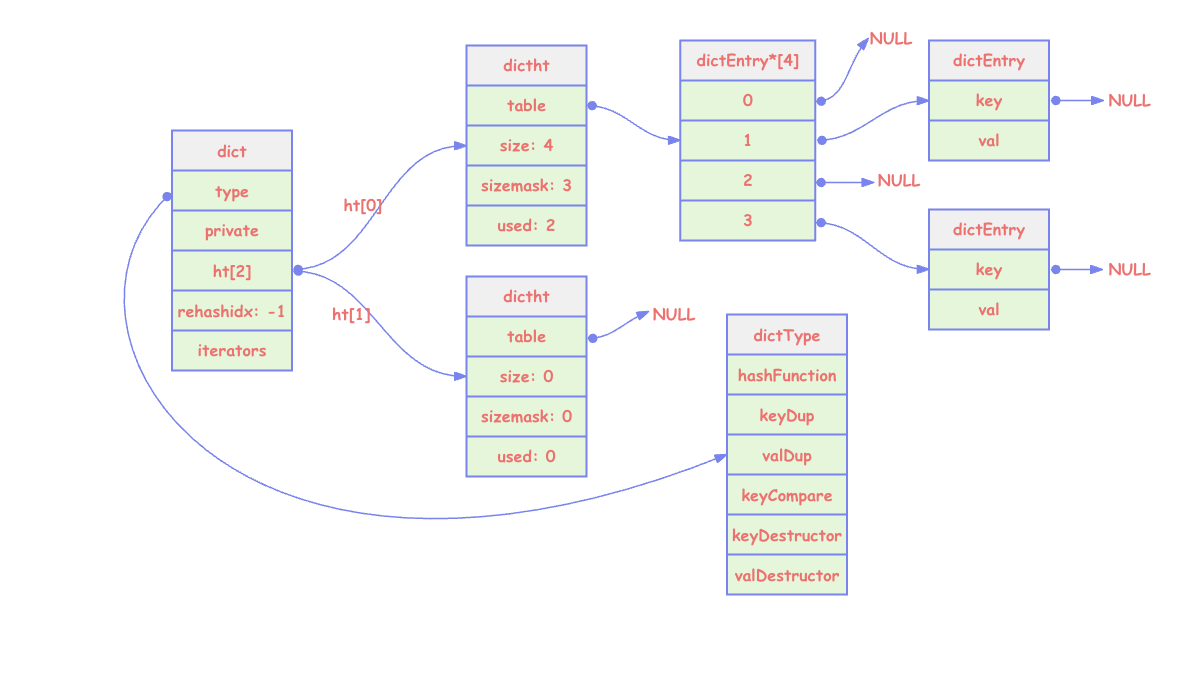 dict
type
private
ht[2]
rehashidx: -1
iterators
ht[0]
ht[1]
dictht
table
size: 4
sizemask: 3
used: 2
dictht
table
size: 0
sizemask: 0
used: 0
NULL
dictEntry*[4]
0
1
2
3
NULL
NULL
dictEntry
key
val
NULL
dictEntry
key
val
NULL
dictType
hashFunction
keyDup
valDup
keyCompare
keyDestructor
valDestructor